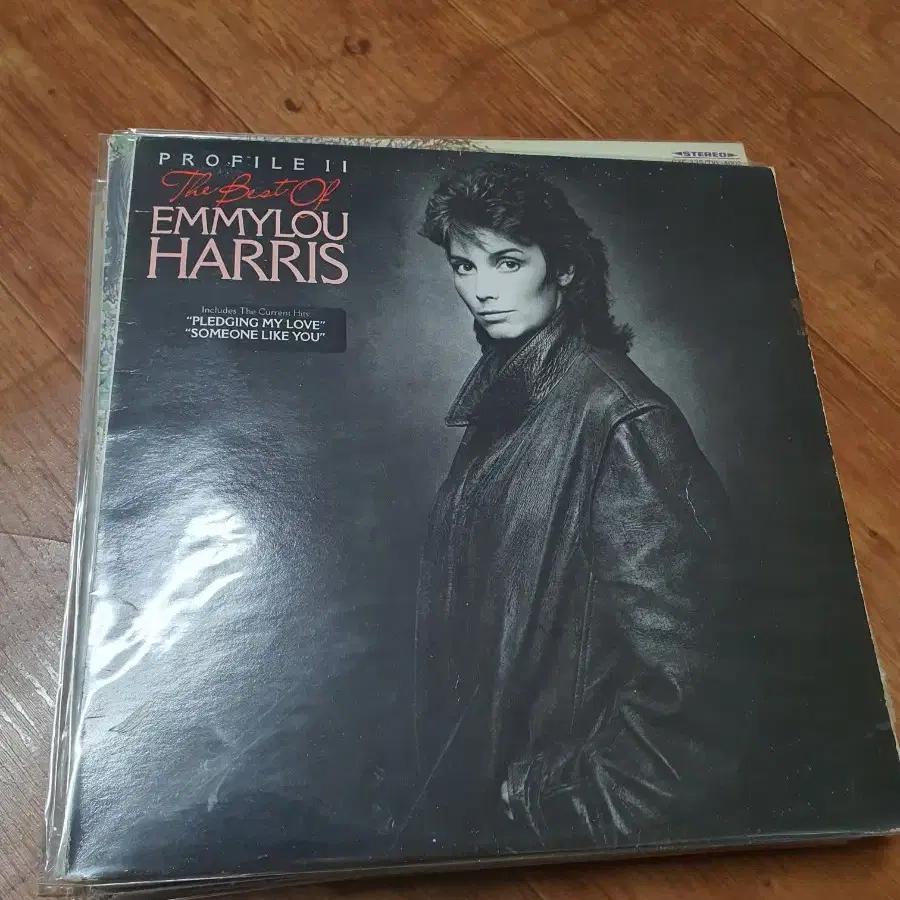 PROFILE II
The Best Of
EMMYLOU
HARRIS
Includes The Current Hits:
"PLEDGING MY LOVE"
"SOMEONE LIKE YOU"
STEREO